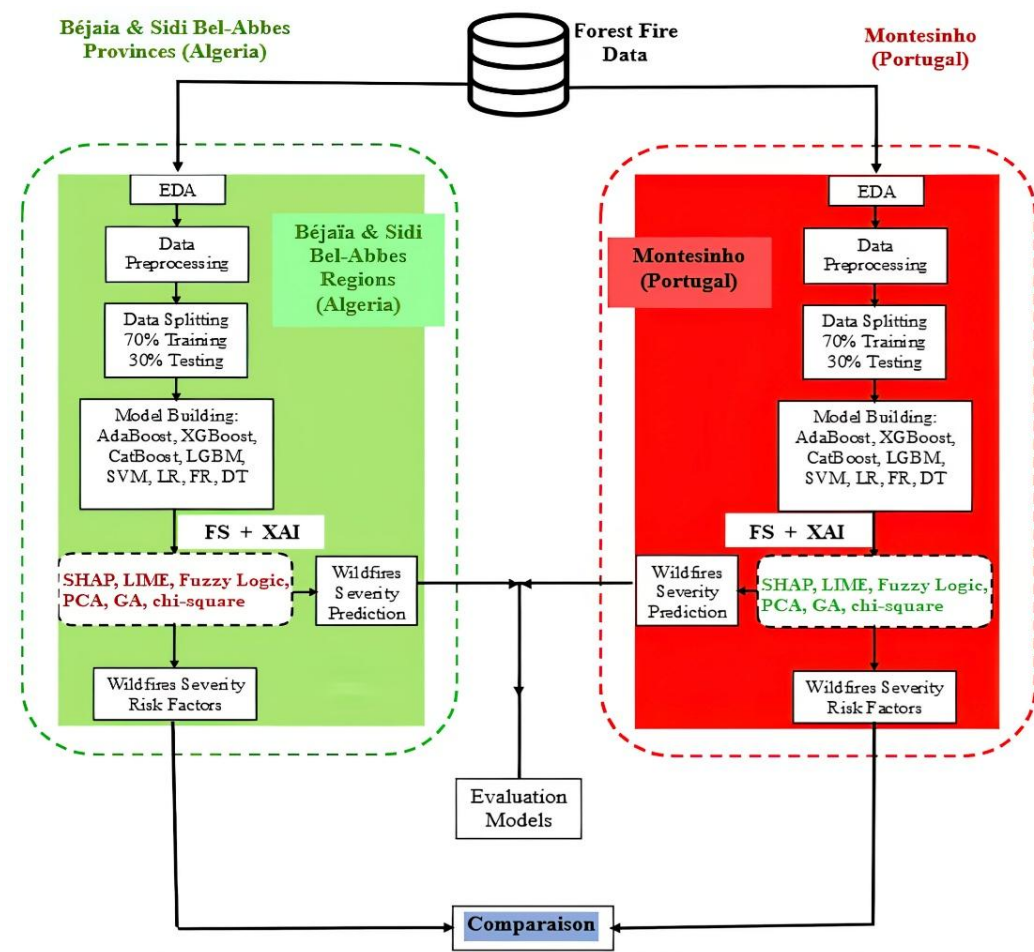 Béjaia & Sidi Bel-Abbes
Provinces (Algeria)
Forest Fire
Data
Montesinho
(Portugal)
EDA
Data
Preprocessing
Data Splitting
70% Training
30% Testing
Model Building:
AdaBoost, XGBoost,
CatBoost, LGBM,
SVM, LR, FR, DT
FS + XAI
SHAP, LIME, Fuzzy Logic,
PCA, GA, chi-square
Wildfires
Severity
Prediction
Wildfires Severity
Risk Factors
Béjaïa & Sidi
Bel-Abbes
Regions
(Algeria)
Montesinho
(Portugal)
EDA
Data
Preprocessing
Data Splitting
70% Training
30% Testing
Model Building:
AdaBoost, XGBoost,
CatBoost, LGBM,
SVM, LR, FR, DT
FS + XAI
SHAP, LIME, Fuzzy Logic,
PCA, GA, chi-square
Wildfires
Severity
Prediction
Wildfires Severity
Risk Factors
Evaluation
Models
Comparaison